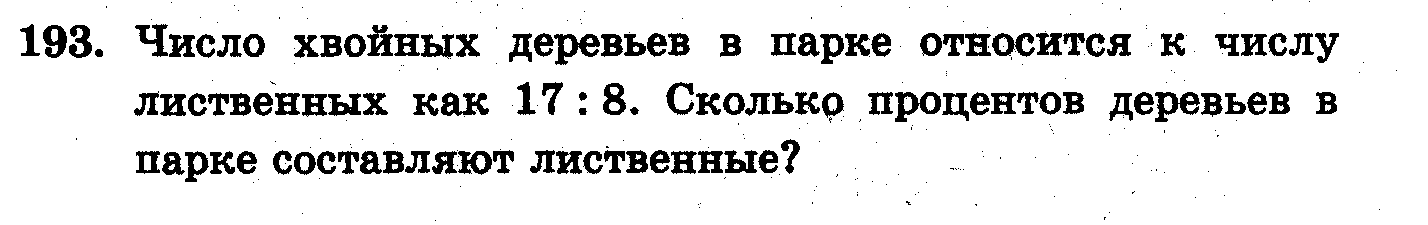 193. Число хвойных деревьев в парке относится к числу
лиственных как 17 : 8. Сколько процентов деревьев в
парке составляют лиственные?